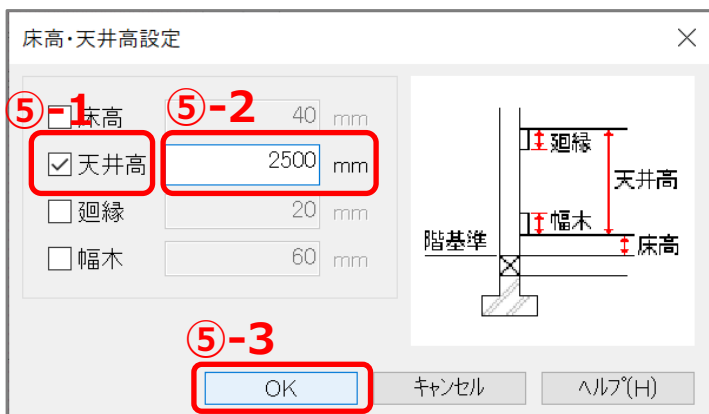 床高・天井高設定
⑤-1
⑤-2
床高 40 mm
天井高 2500 mm
廻縁 20 mm
幅木 60 mm
廻縁
天井高
幅木
階基準
床高
⑤-3
OK キャンセル ヘルプ(H)